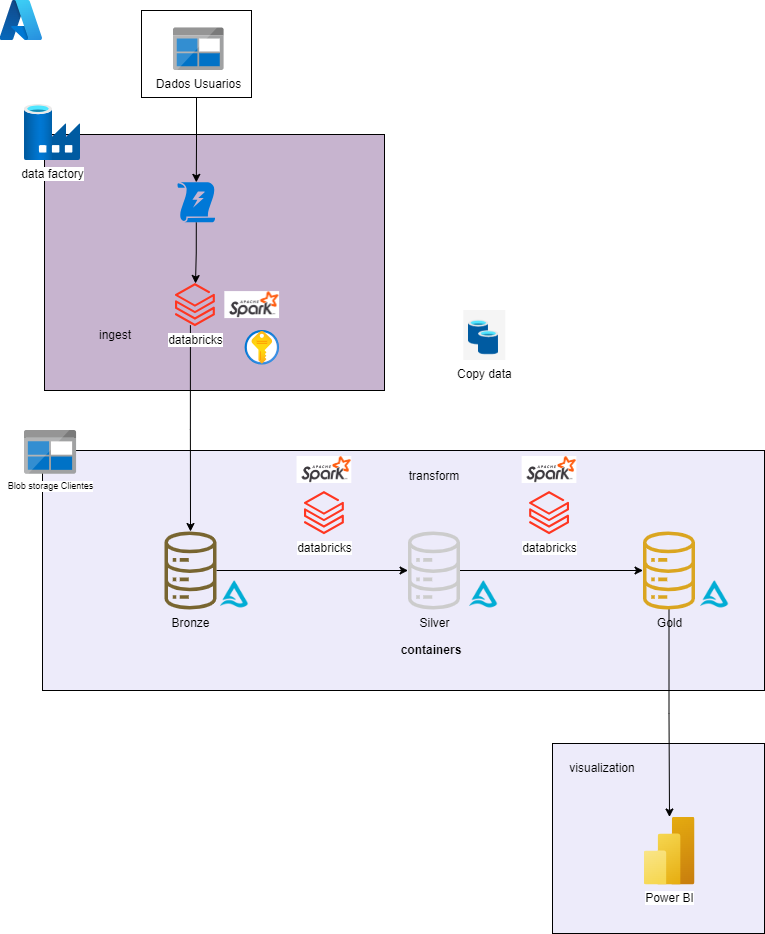 Dados Usuarios
data factory
APACHE
Spark
ingest
databricks
Copy data
Blob storage Clientes
APACHE
Spark
transform
APACHE
Spark
databricks
databricks
Bronze
Silver
Gold
containers
visualization
Power BI